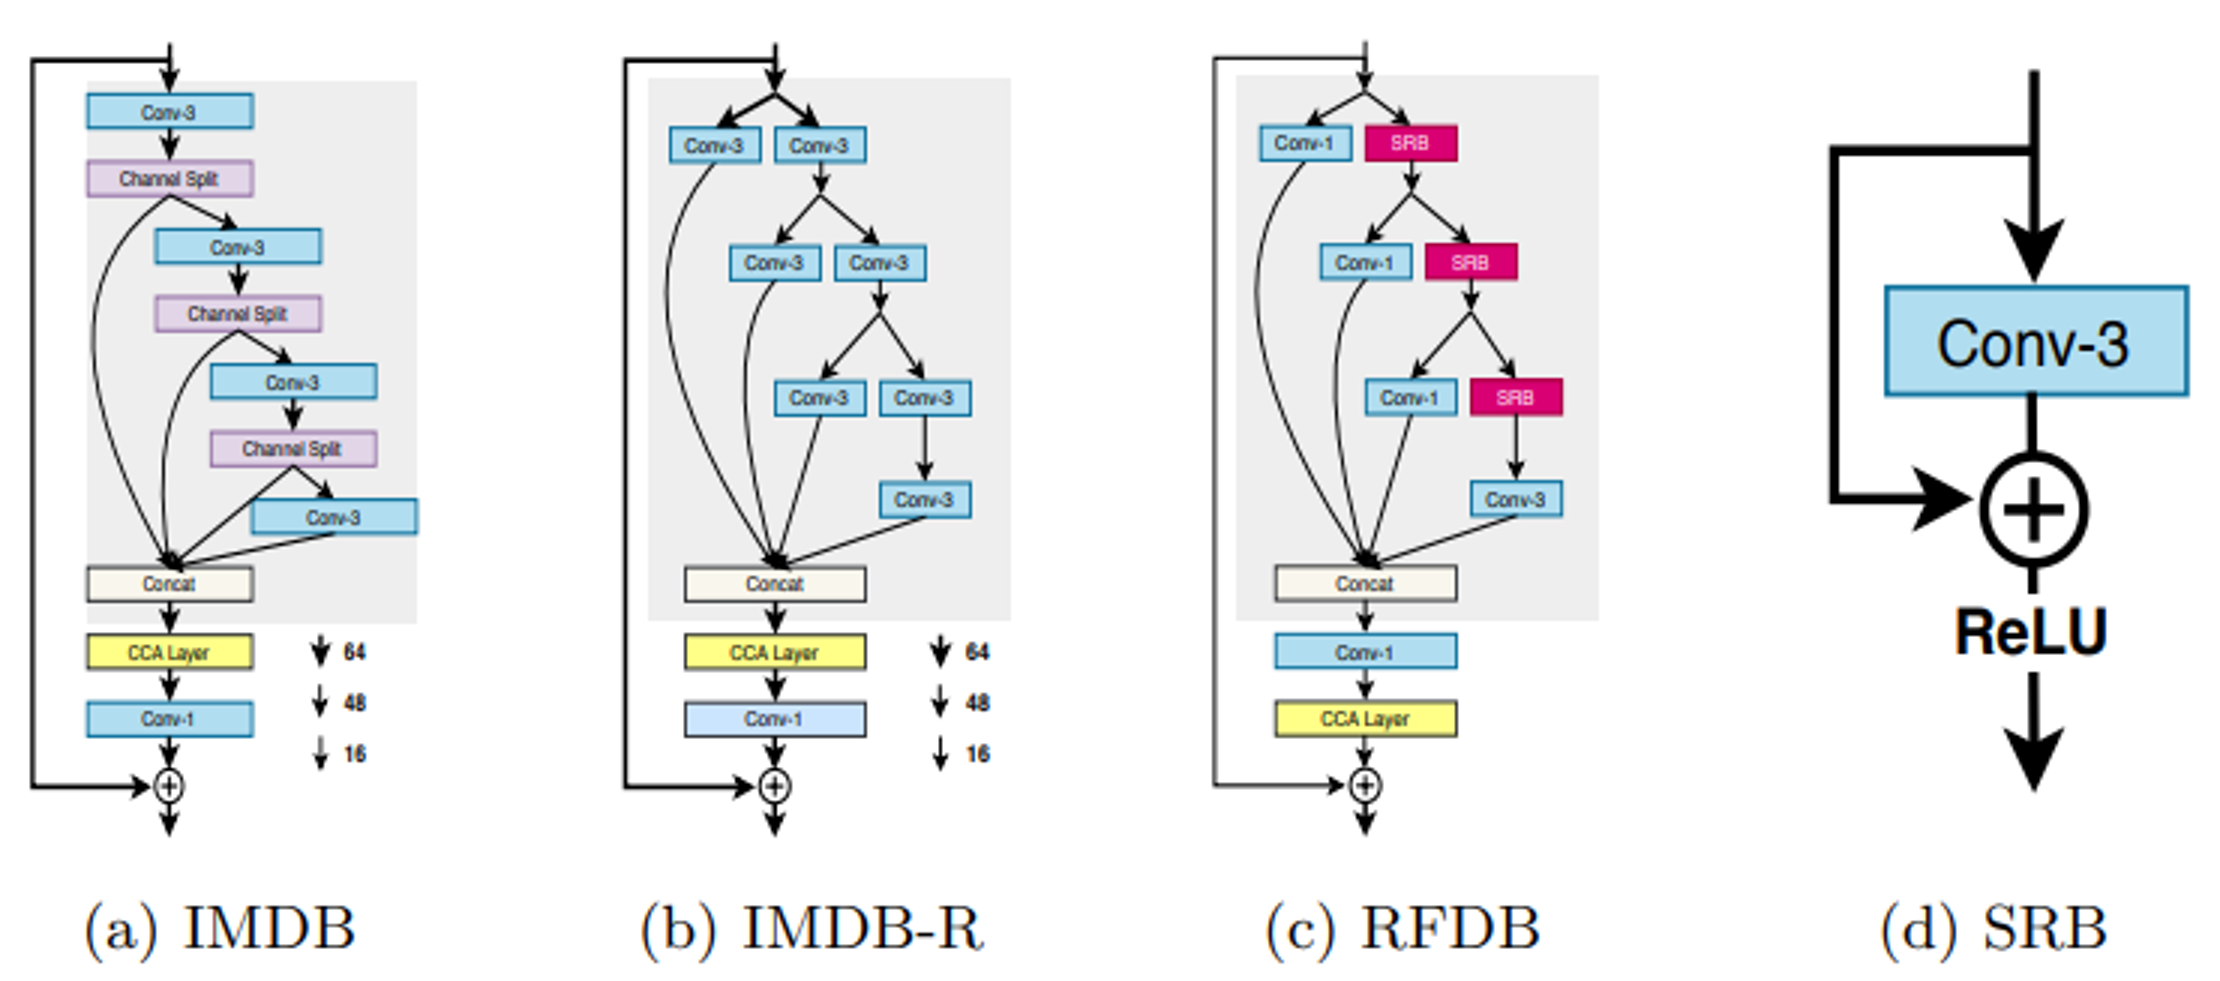 Conv-3
Channel Split
Conv-3
Channel Split
Conv-3
Channel Split
Conv-3
Concat
CCA Layer
Conv-1
64
48
16
(a) IMDB
Conv-3 Conv-3
Conv-3 Conv-3
Conv-3 Conv-3
Conv-3
Concat
CCA Layer
Conv-1
64
48
16
(b) IMDB-R
Conv-1 SRB
Conv-1 SRB
Conv-1 SRB
Conv-3
Concat
Conv-1
CCA Layer
(c) RFDB
Conv-3
ReLU
(d) SRB